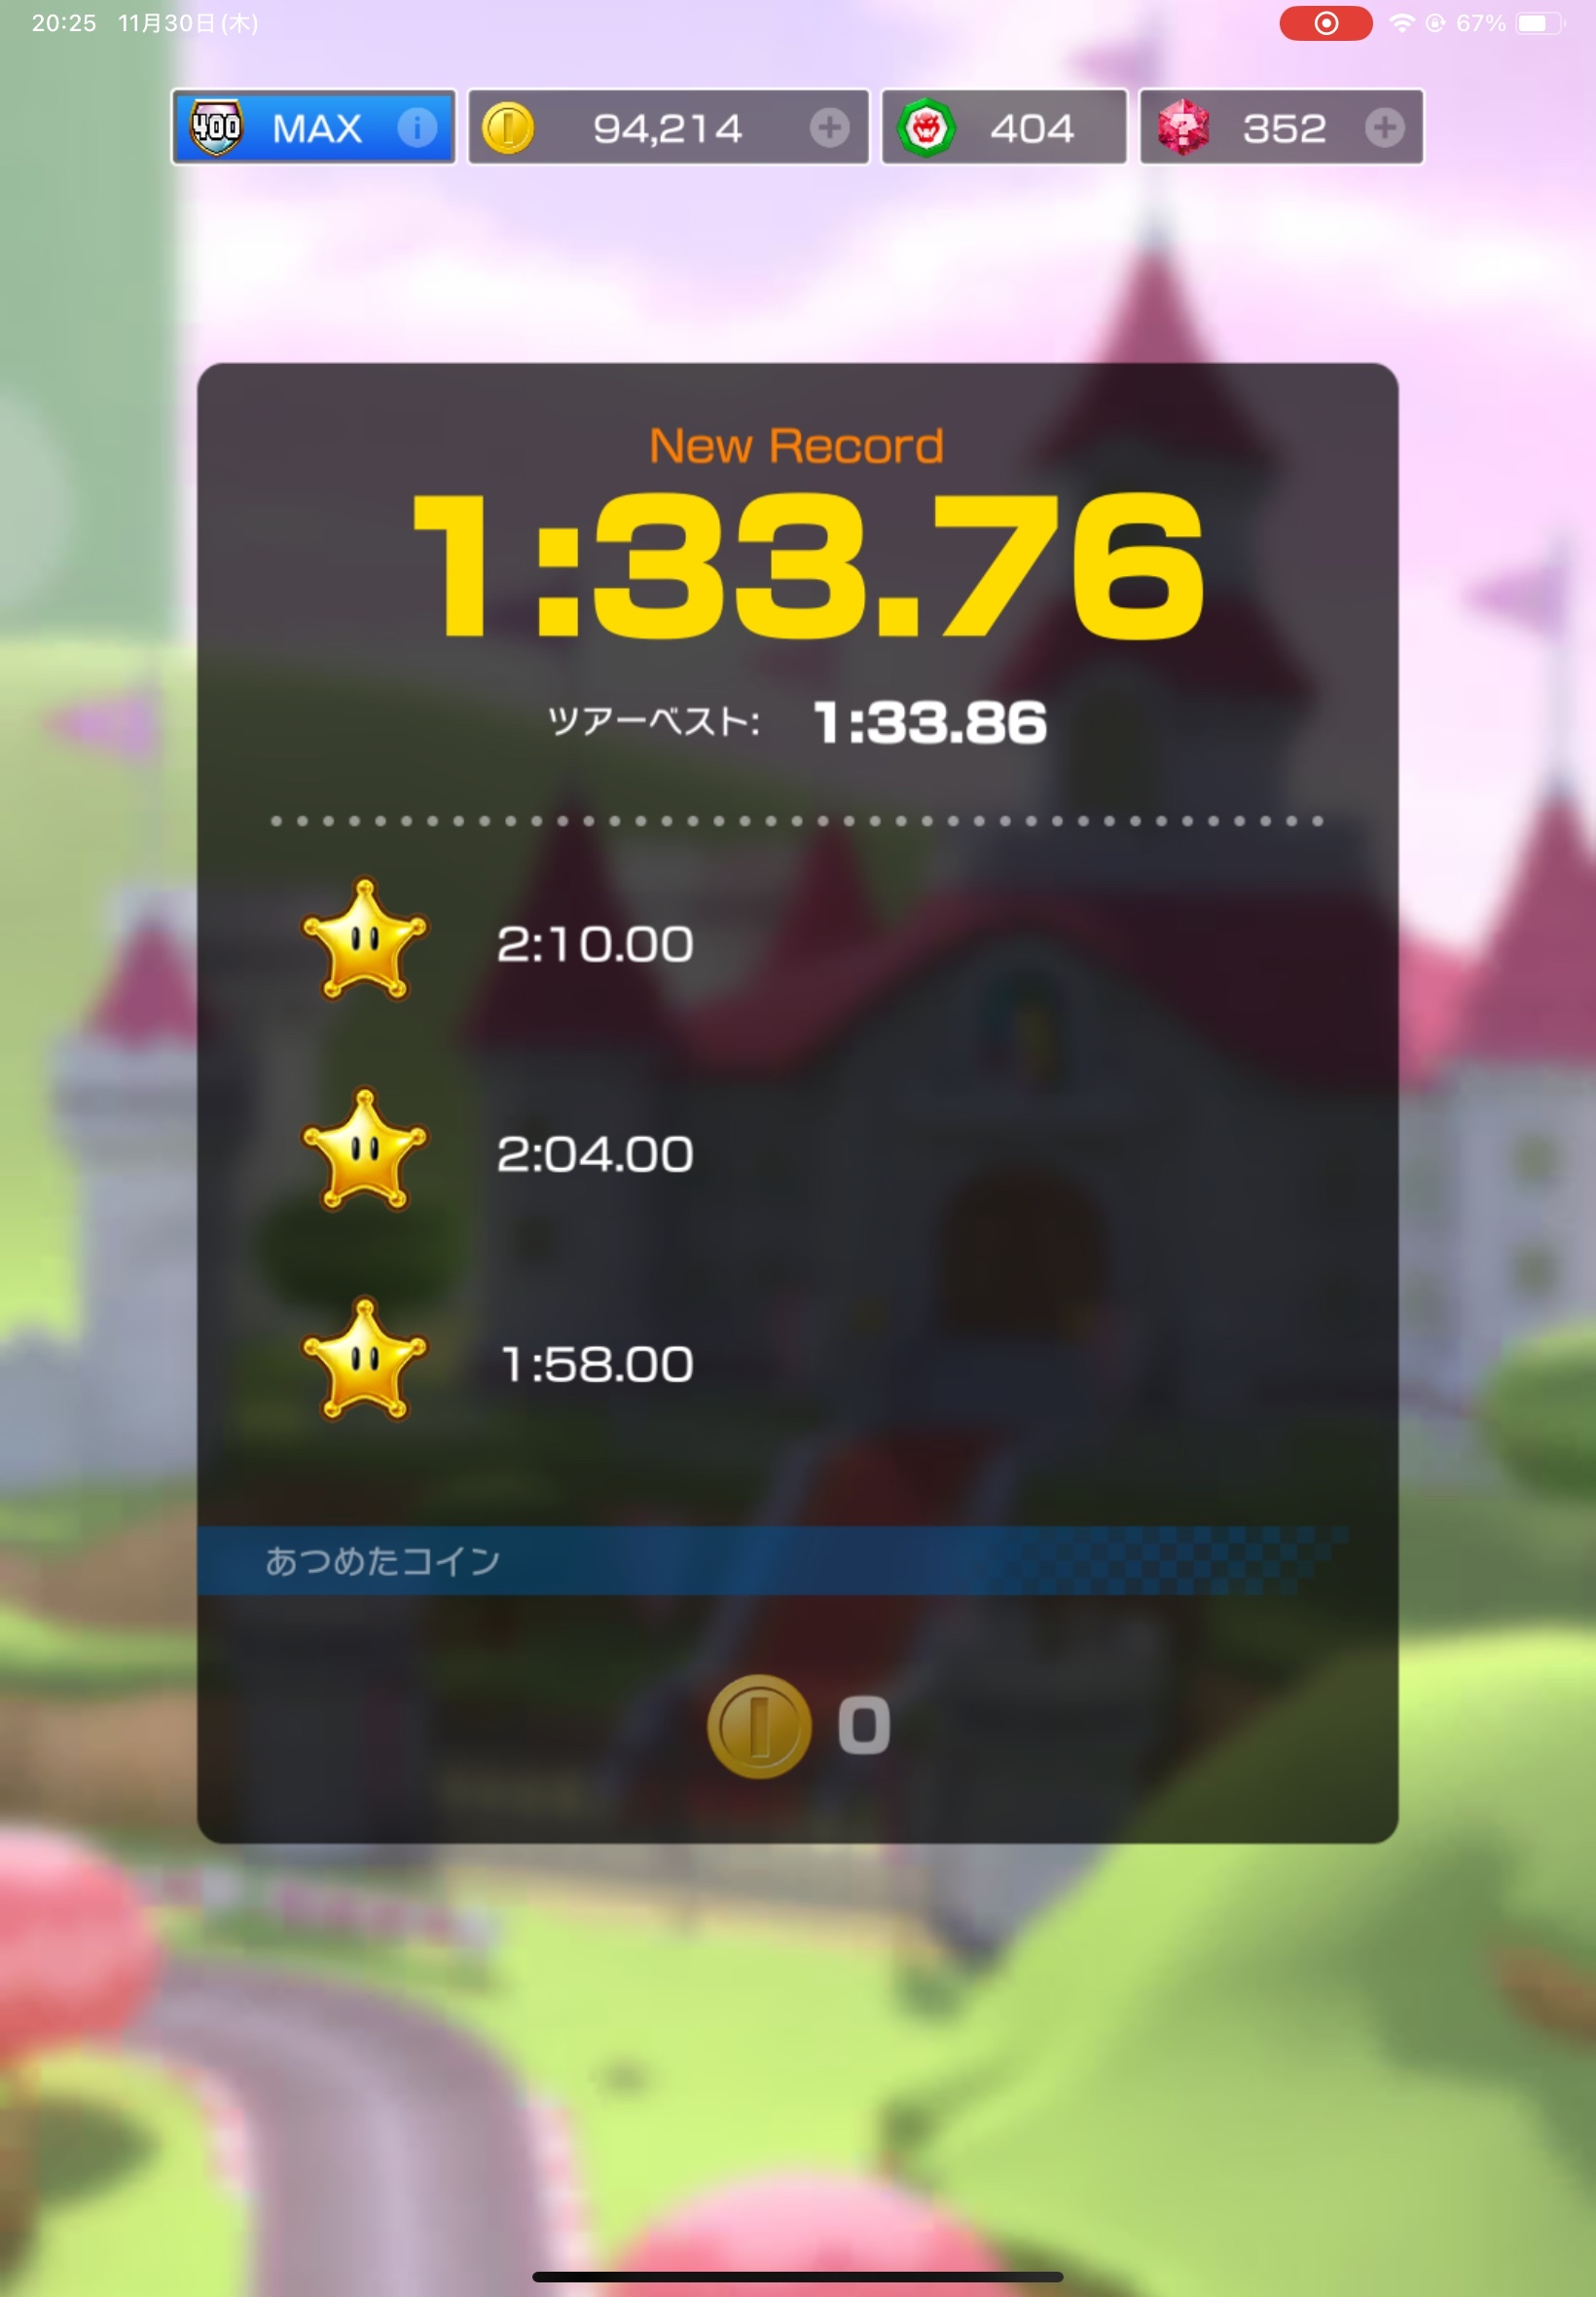 20:25 11月30日(木) 67%
400 MAX i 94,214 + 404 ? 352 +
New Record
1:33.76
ツアーベスト: 1:33.86
2:10.00
2:04.00
1:58.00
あつめたコイン
0